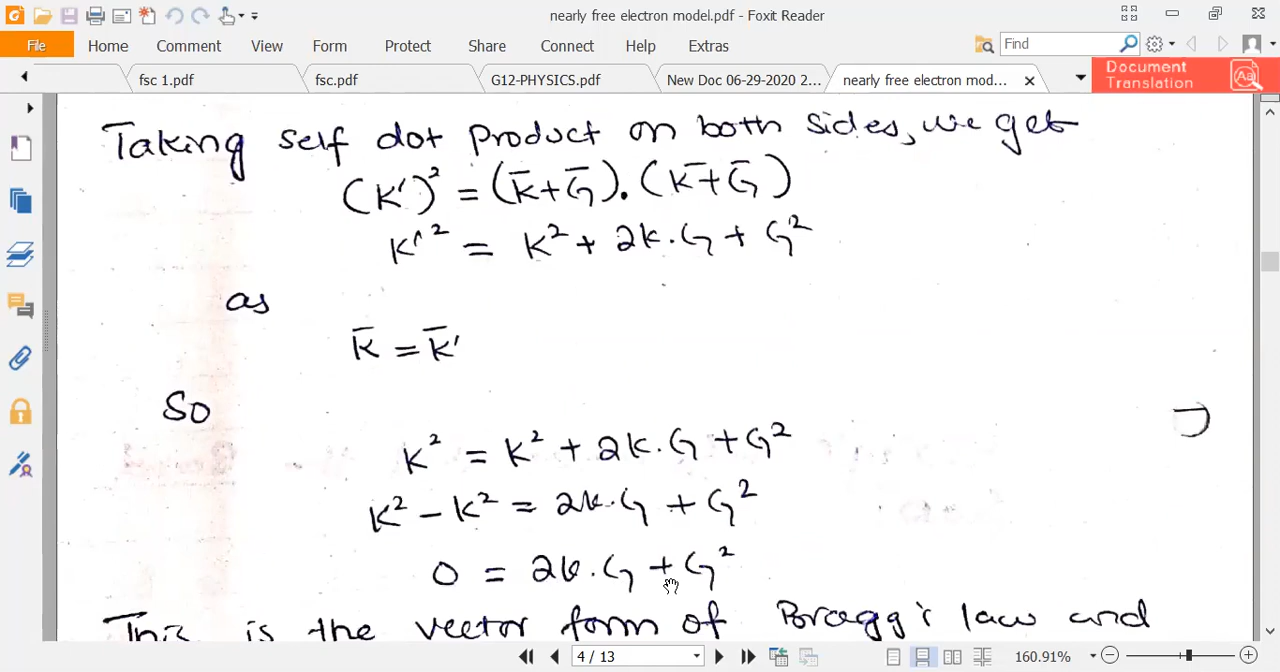 nearly free electron model.pdf - Foxit Reader
File Home Comment View Form Protect Share Connect Help Extras Find
fsc 1.pdf fsc.pdf G12-PHYSICS.pdf New Doc 06-29-2020 2... nearly free electron mod... Document Translation
Taking self dot product on both sides, we get
(K')² = (K̄+Ḡ).(K̄+Ḡ)
K'² = K² + 2K.G + G²
as
K̄ = K̄'
So
K² = K² + 2K.G + G²
K² - K² = 2K.G + G²
0 = 2K.G + G²
This is the vector form of Bragg's law and
4 / 13 160.91%